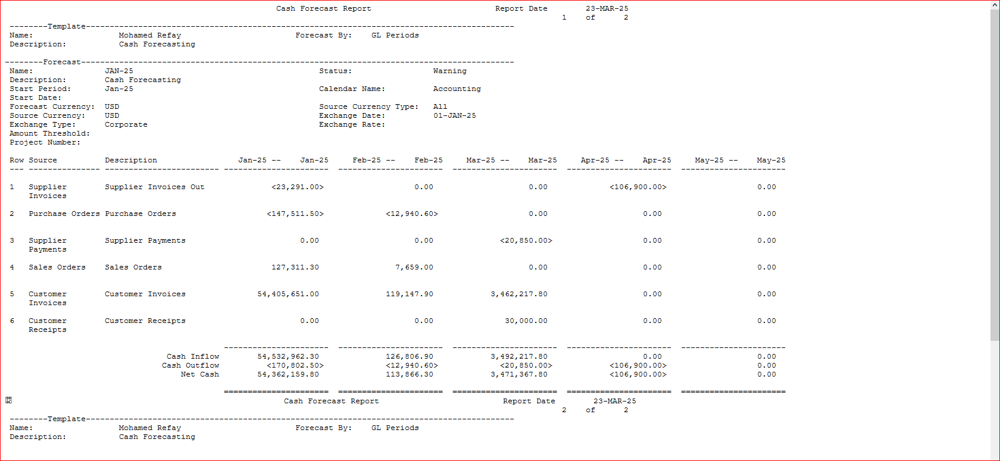 Cash Forecast Report Report Date 23-MAR-25
1 of 2
--------Template------------------------------------------------------------------------------------------
Name: Mohamed Refay Forecast By: GL Periods
Description: Cash Forecasting
--------Forecast-------------------------------------------------------------------------------------------
Name: JAN-25 Status: Warning
Description: Cash Forecasting
Start Period: Jan-25 Calendar Name: Accounting
Start Date:
Forecast Currency: USD Source Currency Type: All
Source Currency: USD Exchange Date: 01-JAN-25
Exchange Type: Corporate Exchange Rate:
Amount Threshold:
Project Number:
Row Source Description Jan-25 -- Jan-25 Feb-25 -- Feb-25 Mar-25 -- Mar-25 Apr-25 -- Apr-25 May-25 -- May-25
--- --------------- ------------------------ ---------------------- ---------------------- ---------------------- ---------------------- ----------------------
1 Supplier Supplier Invoices Out <23,291.00> 0.00 0.00 <106,900.00> 0.00
Invoices
2 Purchase Orders Purchase Orders <147,511.50> <12,940.60> 0.00 0.00 0.00
3 Supplier Supplier Payments 0.00 0.00 <20,850.00> 0.00 0.00
Payments
4 Sales Orders Sales Orders 127,311.30 7,659.00 0.00 0.00 0.00
5 Customer Customer Invoices 54,405,651.00 119,147.90 3,462,217.80 0.00 0.00
Invoices
6 Customer Customer Receipts 0.00 0.00 30,000.00 0.00 0.00
Receipts
---------------------- ---------------------- ---------------------- ---------------------- ----------------------
Cash Inflow 54,532,962.30 126,806.90 3,492,217.80 0.00 0.00
Cash Outflow <170,802.50> <12,940.60> <20,850.00> <106,900.00> 0.00
Net Cash 54,362,159.80 113,866.30 3,471,367.80 <106,900.00> 0.00
====================== ====================== ====================== ====================== ======================
Cash Forecast Report Report Date 23-MAR-25
2 of 2
--------Template------------------------------------------------------------------------------------------
Name: Mohamed Refay Forecast By: GL Periods
Description: Cash Forecasting